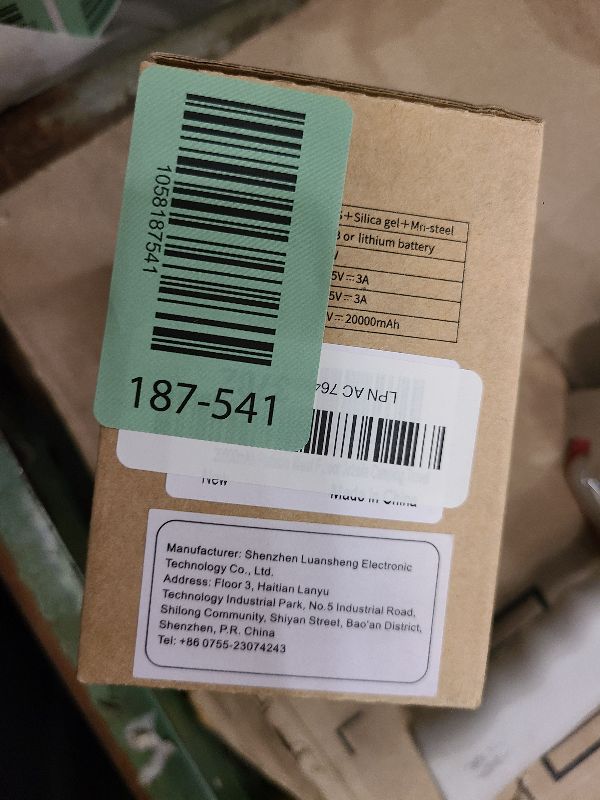 1058187541
187-541
+Silica gel+Mn-steel
or lithium battery
5V⎓3A
5V⎓3A
V⎓20000mAh
LPN AC 764
New
Made in China
Manufacturer: Shenzhen Luansheng Electronic
Technology Co., Ltd.
Address: Floor 3, Haitian Lanyu
Technology Industrial Park, No.5 Industrial Road,
Shilong Community, Shiyan Street, Bao'an District,
Shenzhen, P.R. China
Tel: +86 0755-23074243